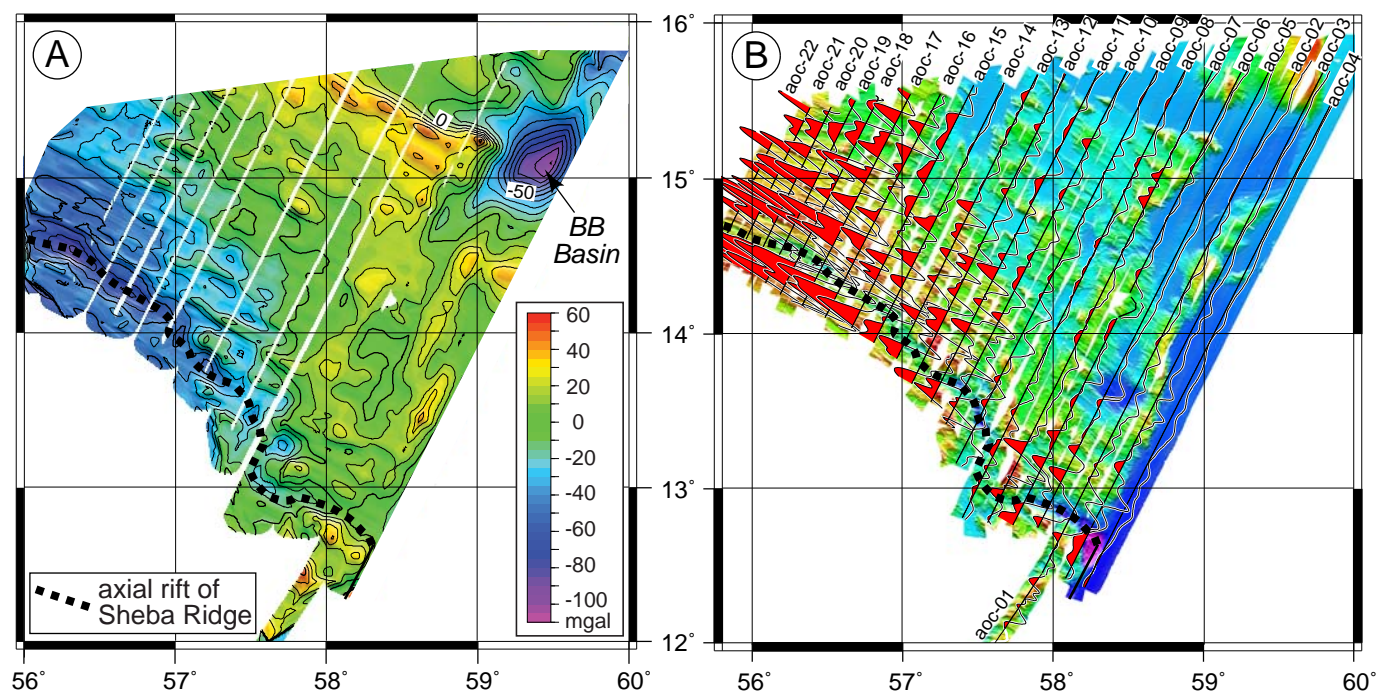 A
0
-50
BB
Basin
60
40
20
0
-20
-40
-60
-80
-100
mgal
axial rift of
Sheba Ridge
56°
57°
58°
59°
60°
16°
15°
14°
13°
12°
B
aoc-22
aoc-21
aoc-20
aoc-19
aoc-18
aoc-17
aoc-16
aoc-15
aoc-14
aoc-13
aoc-12
aoc-11
aoc-10
aoc-09
aoc-08
aoc-07
aoc-06
aoc-05
aoc-02
aoc-03
aoc-04
aoc-01
56°
57°
58°
59°
60°